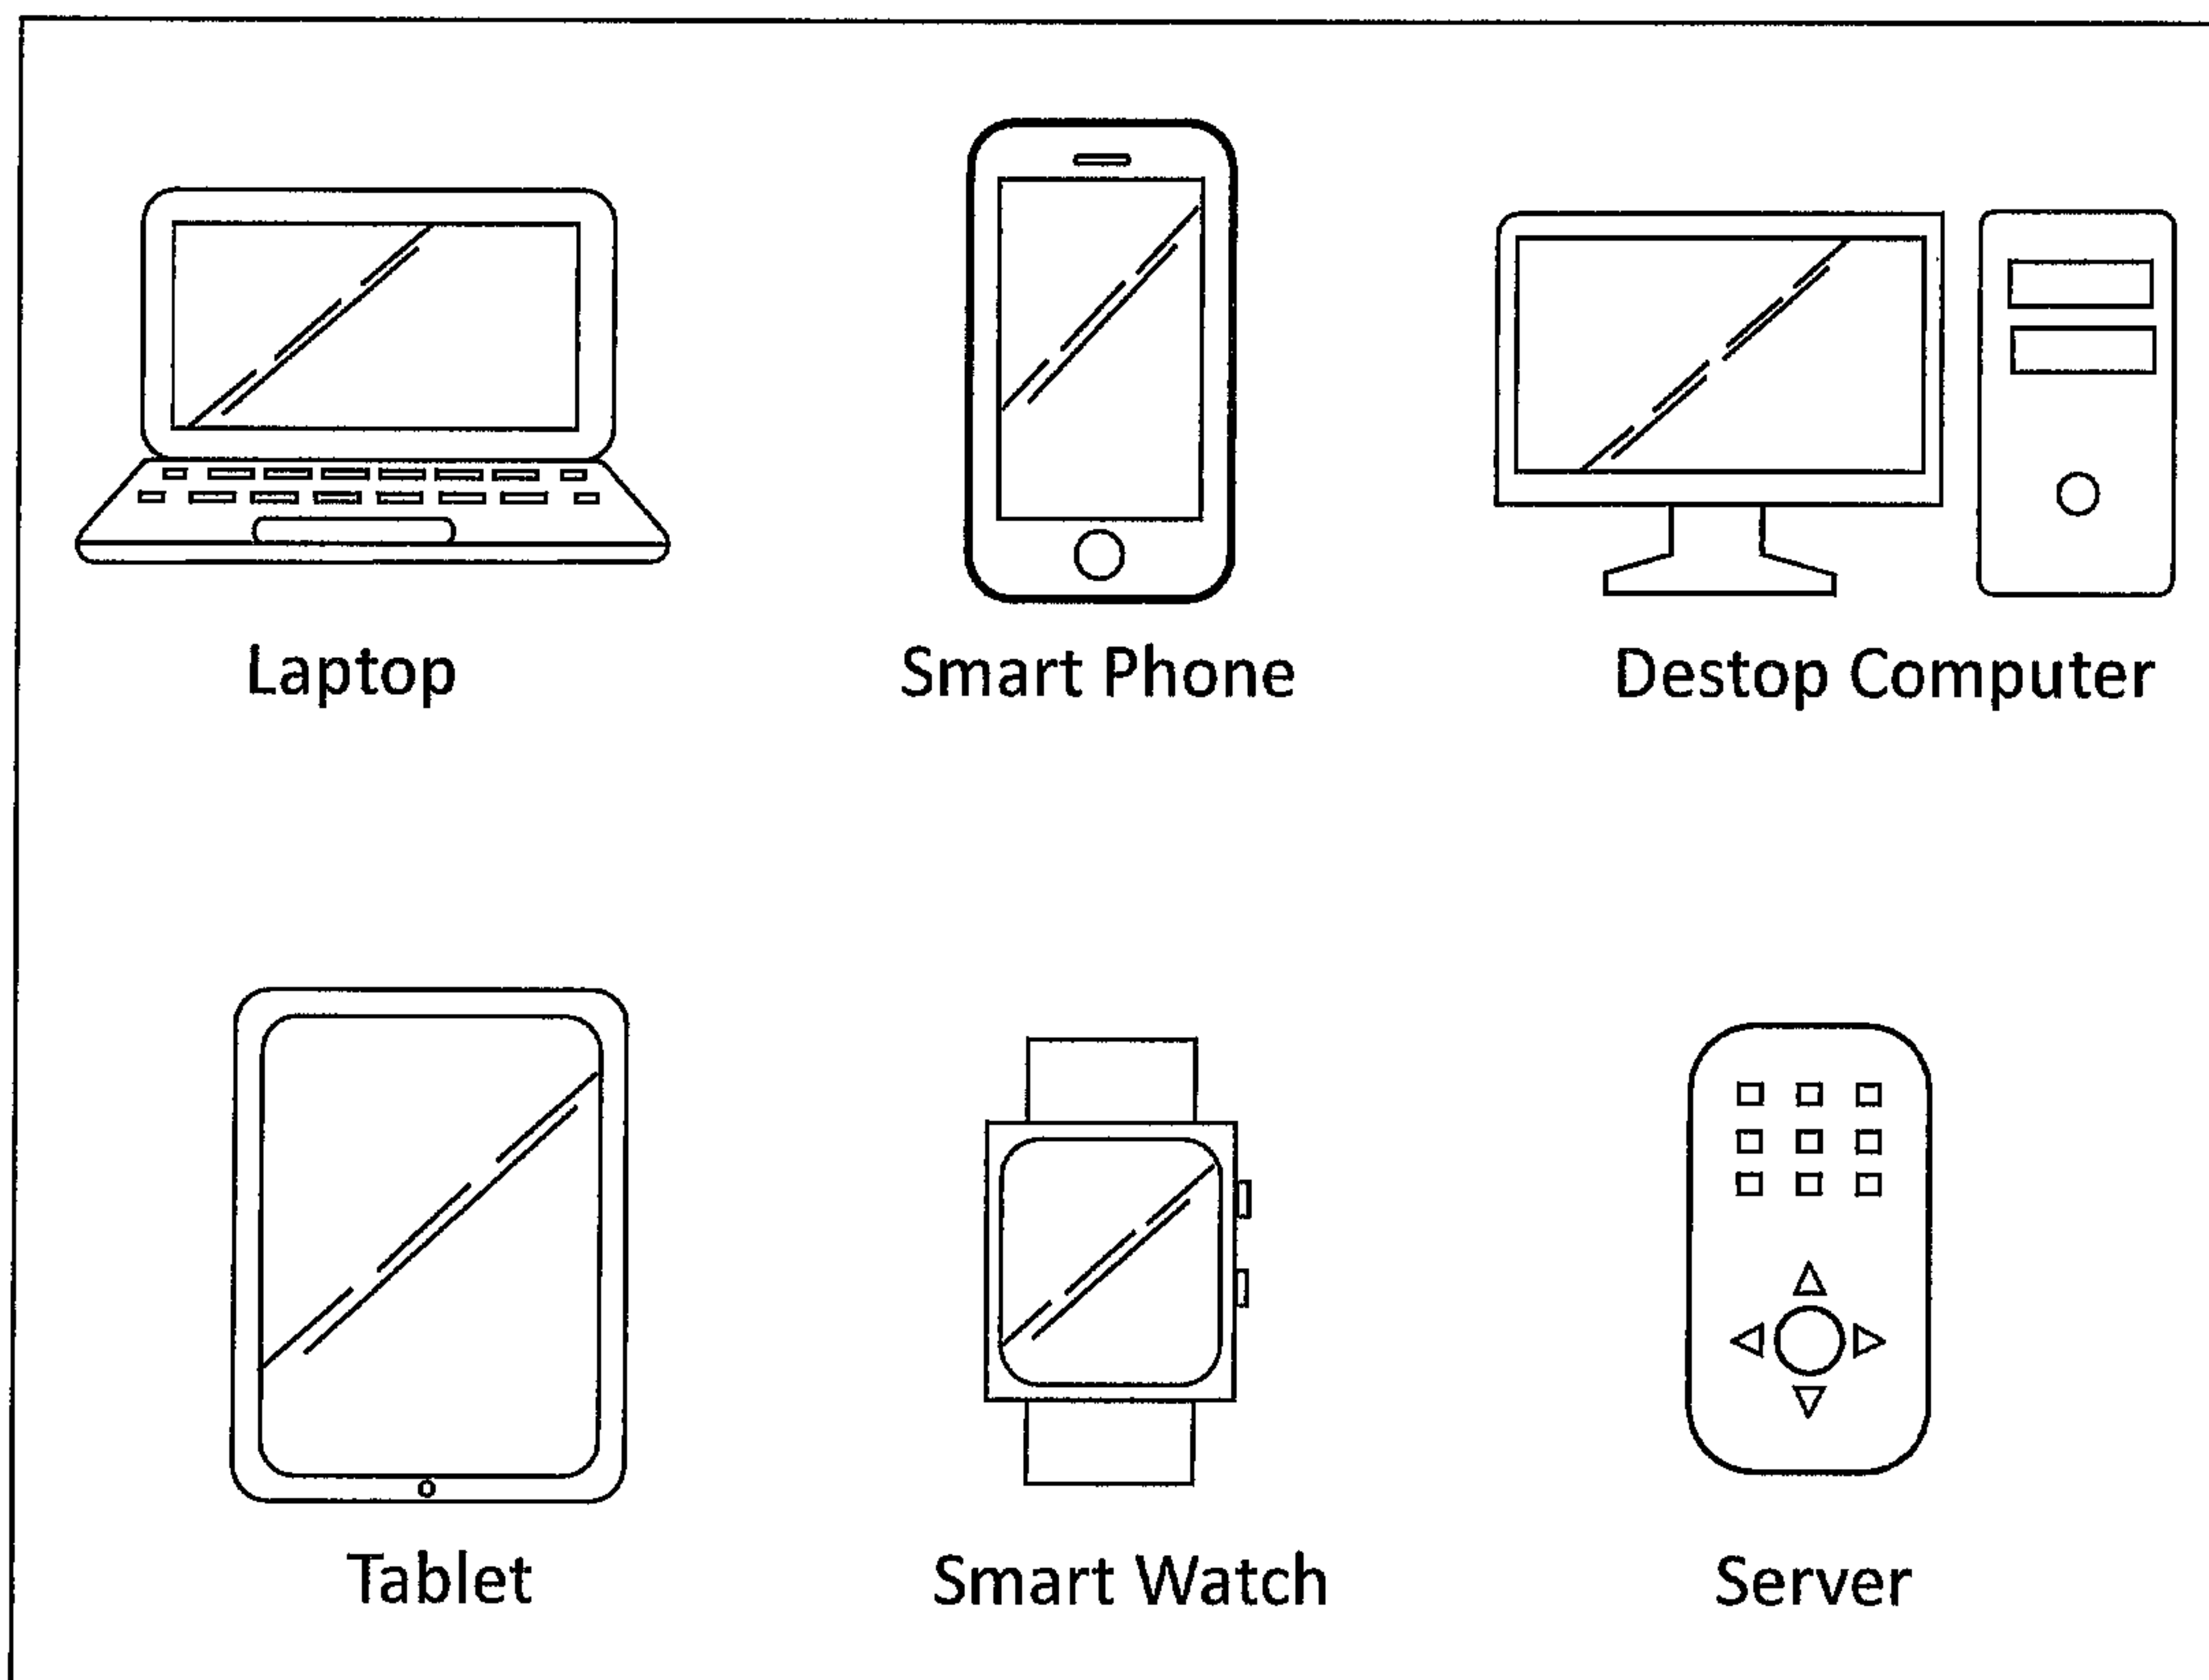 Laptop
Smart Phone
Destop Computer
Tablet
Smart Watch
Server